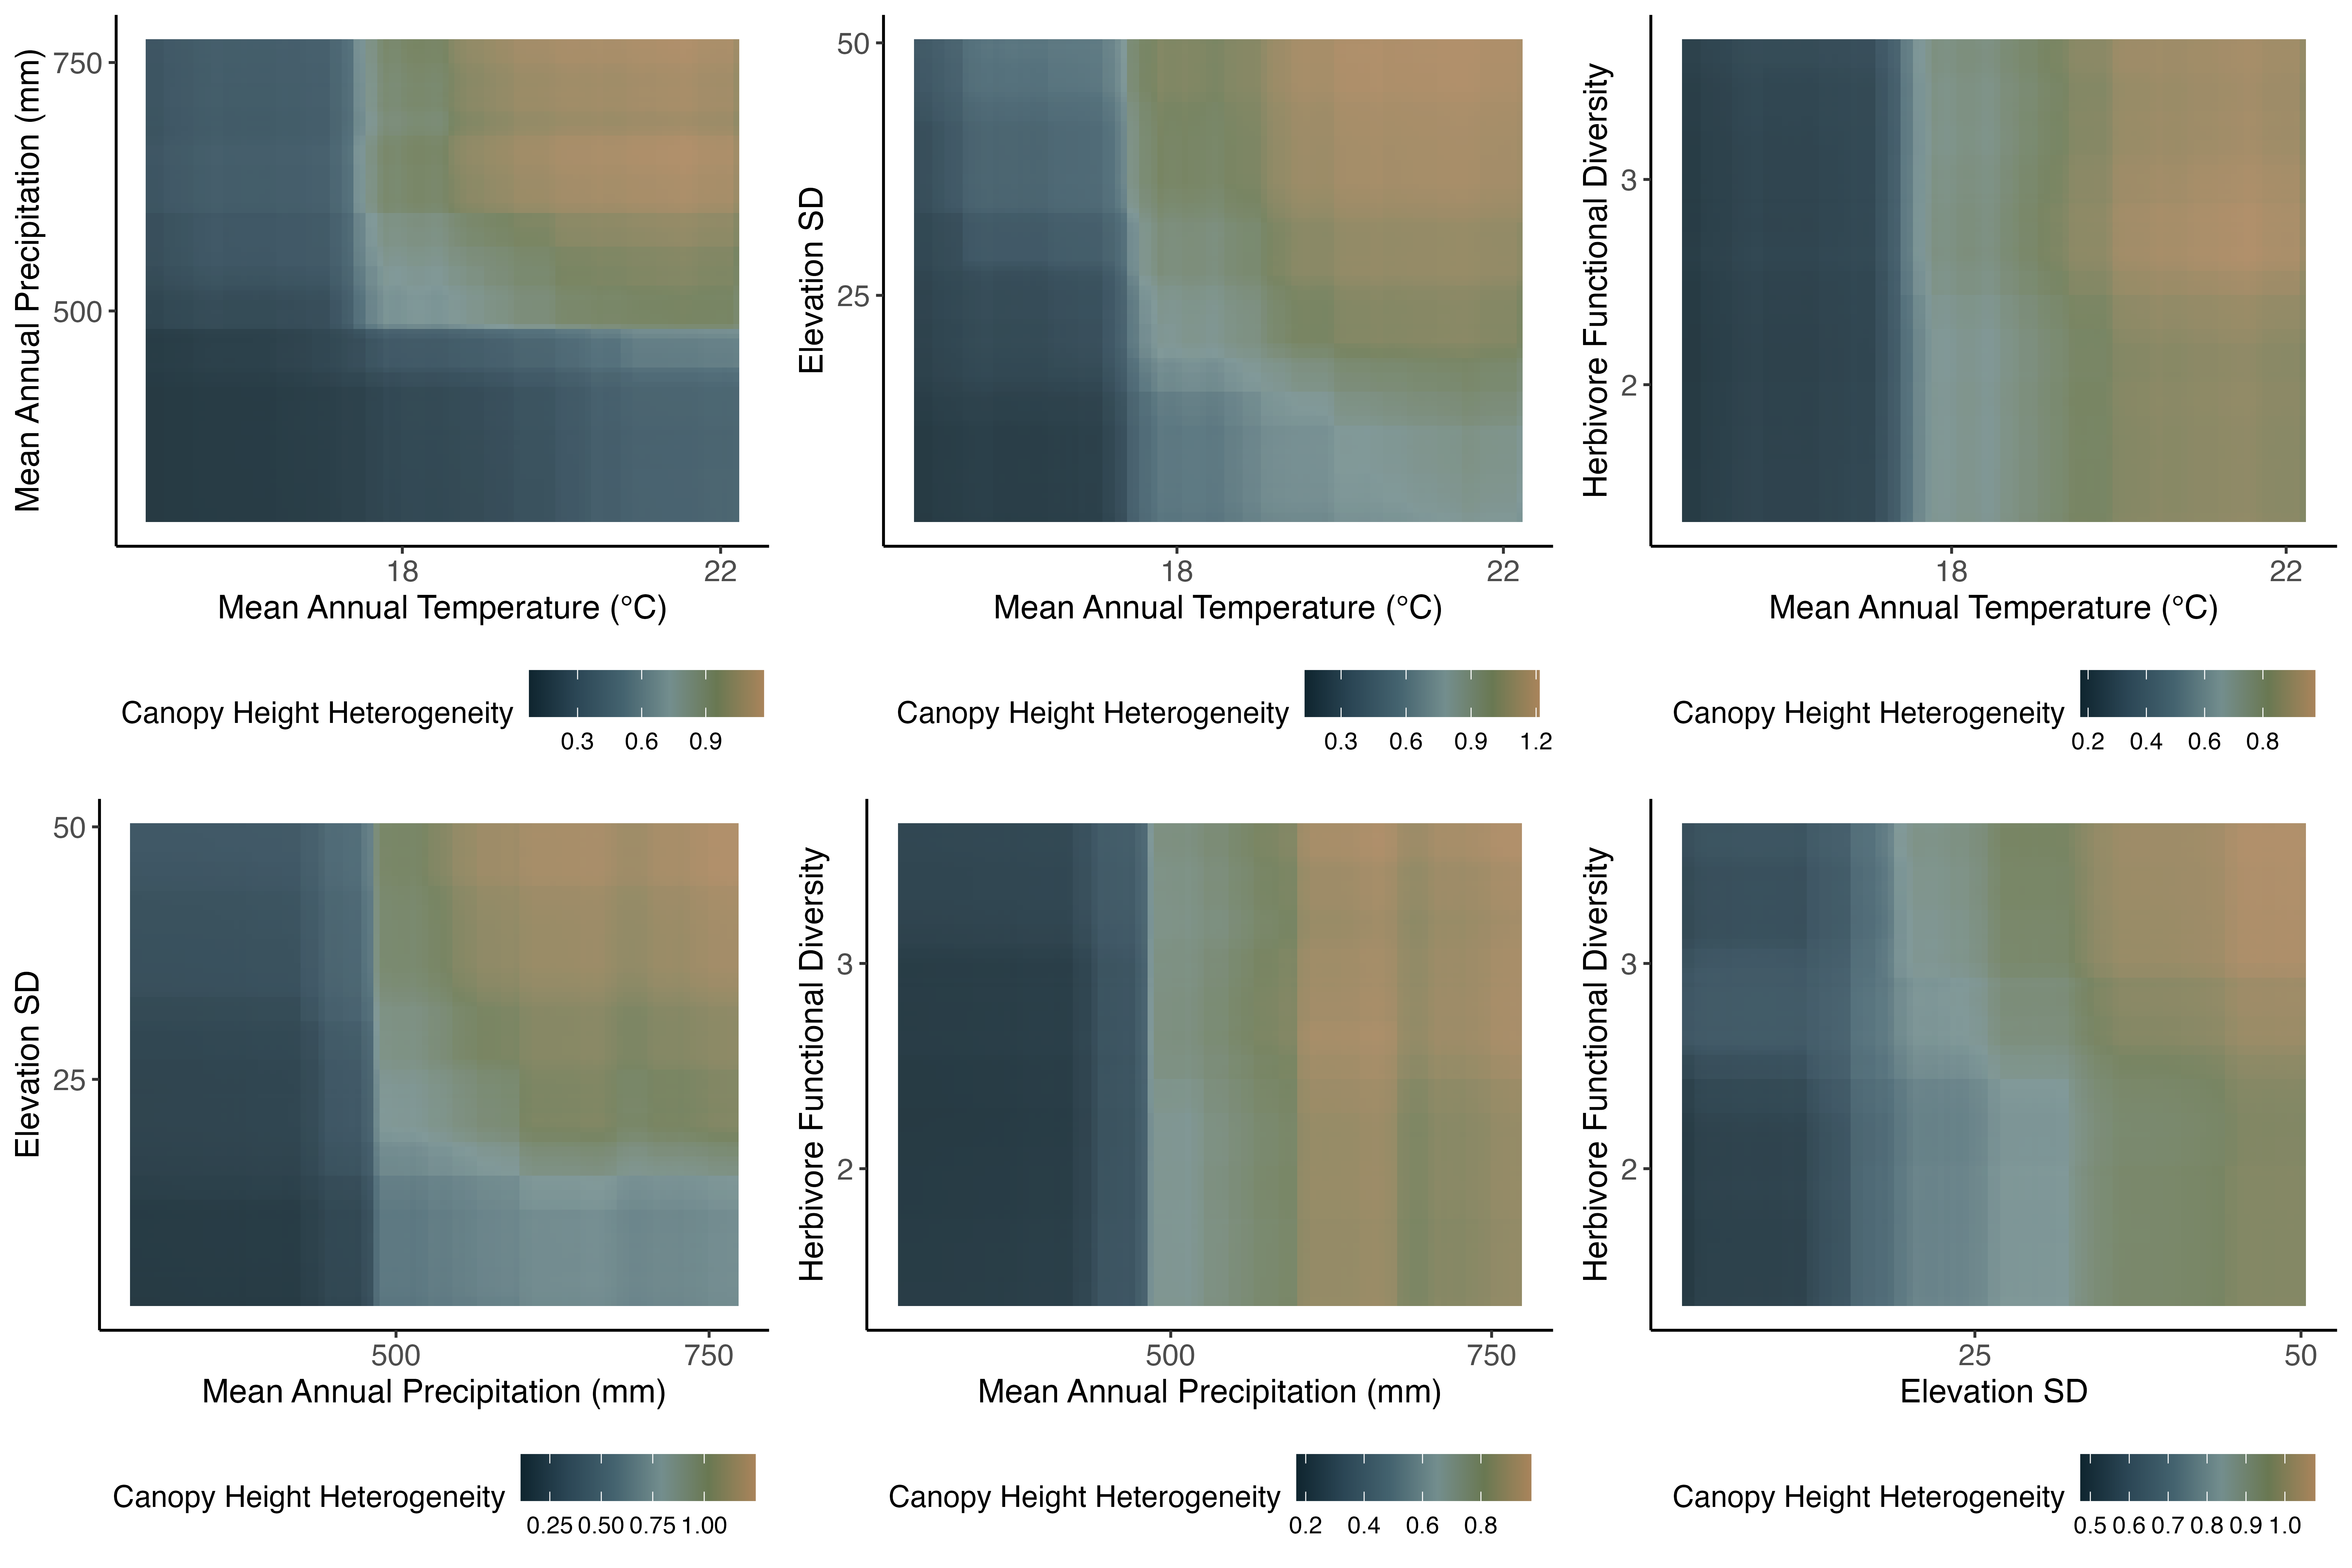 Mean Annual Precipitation (mm)
750
500
18
22
Mean Annual Temperature (°C)
Canopy Height Heterogeneity
0.3
0.6
0.9
Elevation SD
50
25
18
22
Mean Annual Temperature (°C)
Canopy Height Heterogeneity
0.3
0.6
0.9
1.2
Herbivore Functional Diversity
3
2
18
22
Mean Annual Temperature (°C)
Canopy Height Heterogeneity
0.2
0.4
0.6
0.8
Elevation SD
50
25
500
750
Mean Annual Precipitation (mm)
Canopy Height Heterogeneity
0.25
0.50
0.75
1.00
Herbivore Functional Diversity
3
2
500
750
Mean Annual Precipitation (mm)
Canopy Height Heterogeneity
0.2
0.4
0.6
0.8
Herbivore Functional Diversity
3
2
25
50
Elevation SD
Canopy Height Heterogeneity
0.5
0.6
0.7
0.8
0.9
1.0